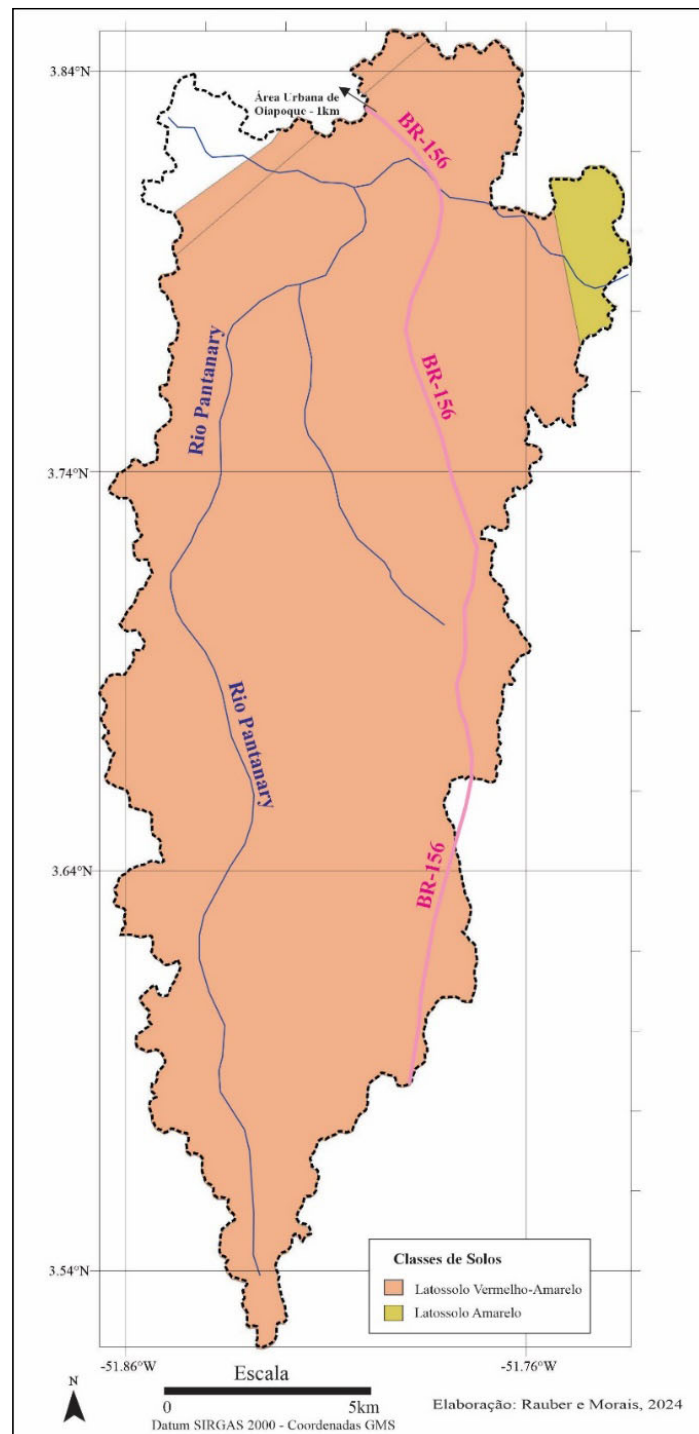 3.84°N
Área Urbana de
Oiapoque - 1km
BR-156
Rio Pantanary
BR-156
3.74°N
Rio Pantanary
3.64°N
BR-156
3.54°N
Classes de Solos
Latossolo Vermelho-Amarelo
Latossolo Amarelo
-51.86°W
-51.76°W
N
Escala
0
5km
Datum SIRGAS 2000 - Coordenadas GMS
Elaboração: Rauber e Morais, 2024